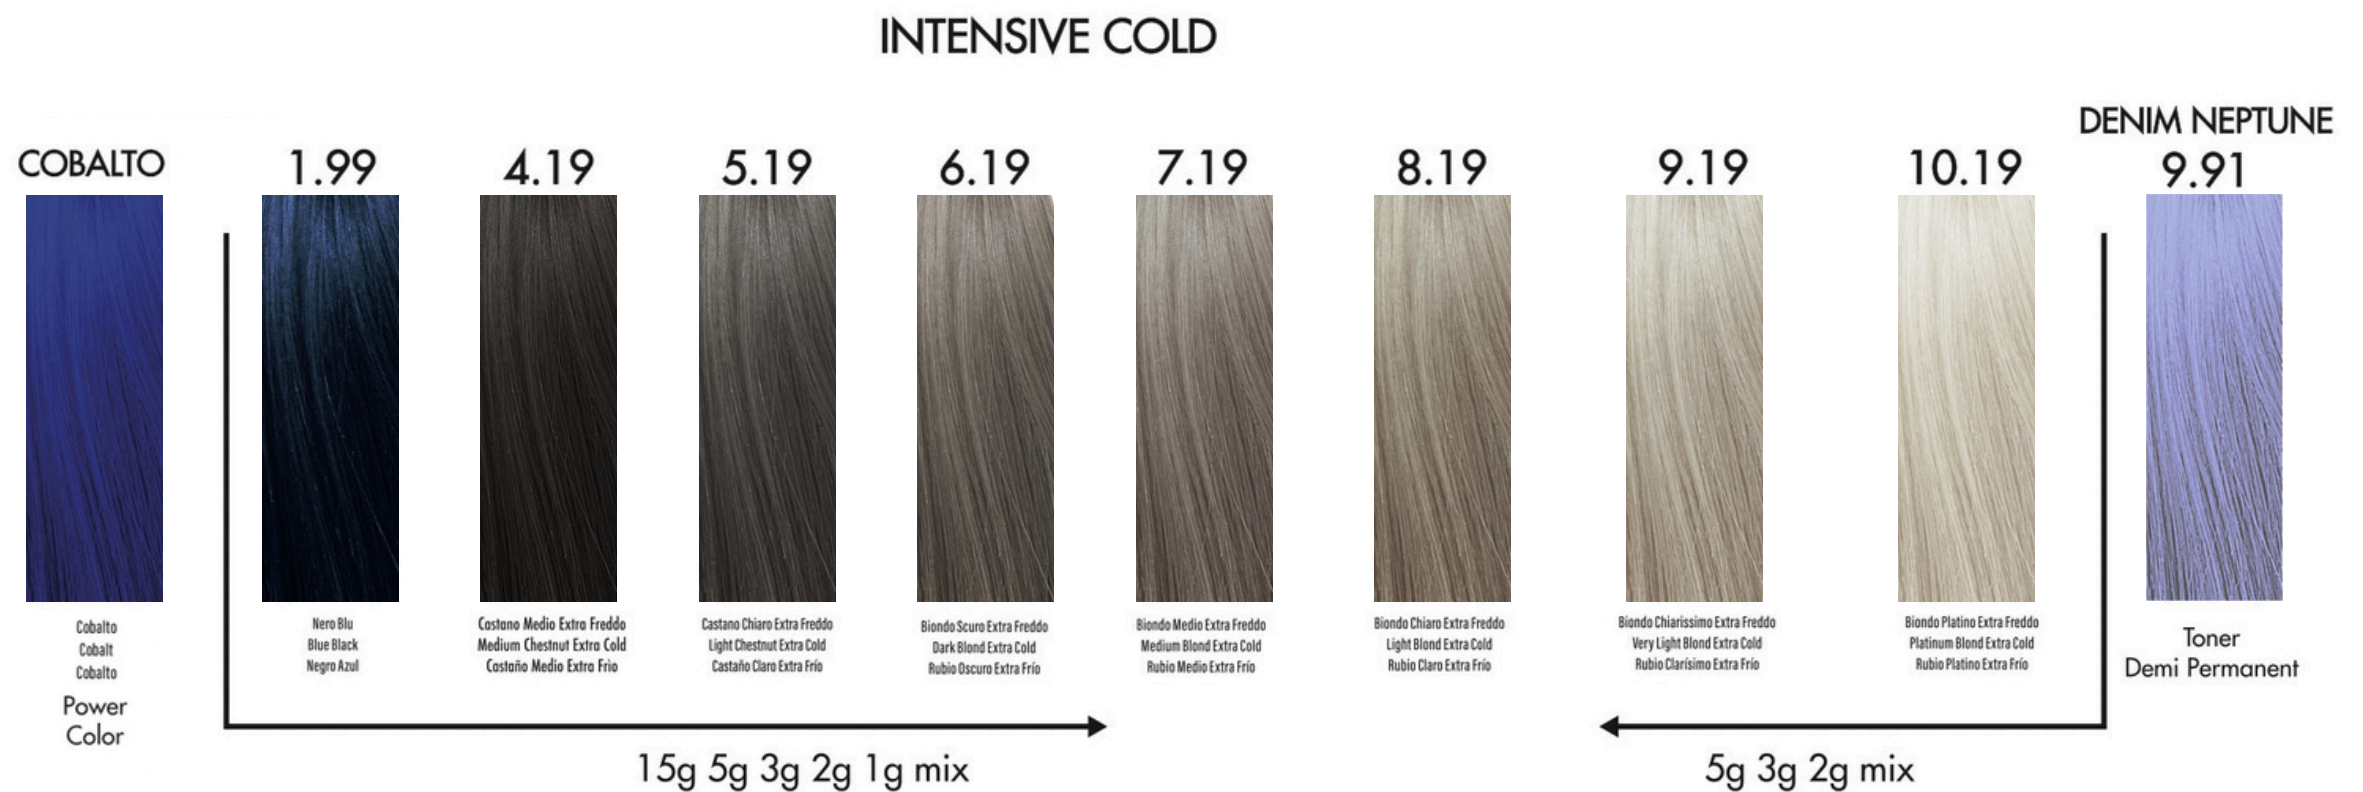 INTENSIVE COLD
COBALTO
1.99
4.19
5.19
6.19
7.19
8.19
9.19
10.19
DENIM NEPTUNE
9.91
Cobalto
Cobalt
Cobalto
Power
Color
Nero Blu
Blue Black
Negro Azul
Castano Medio Extra Freddo
Medium Chestnut Extra Cold
Castaño Medio Extra Frìo
Castano Chiaro Extra Freddo
Light Chestnut Extra Cold
Castaño Claro Extra Frío
Biondo Scuro Extra Freddo
Dark Blond Extra Cold
Rubio Oscuro Extra Frío
Biondo Medio Extra Freddo
Medium Blond Extra Cold
Rubio Medio Extra Frío
Biondo Chiaro Extra Freddo
Light Blond Extra Cold
Rubio Claro Extra Frío
Biondo Chiarissimo Extra Freddo
Very Light Blond Extra Cold
Rubio Clarísimo Extra Frío
Biondo Platino Extra Freddo
Platinum Blond Extra Cold
Rubio Platino Extra Frío
Toner
Demi Permanent
15g 5g 3g 2g 1g mix
5g 3g 2g mix